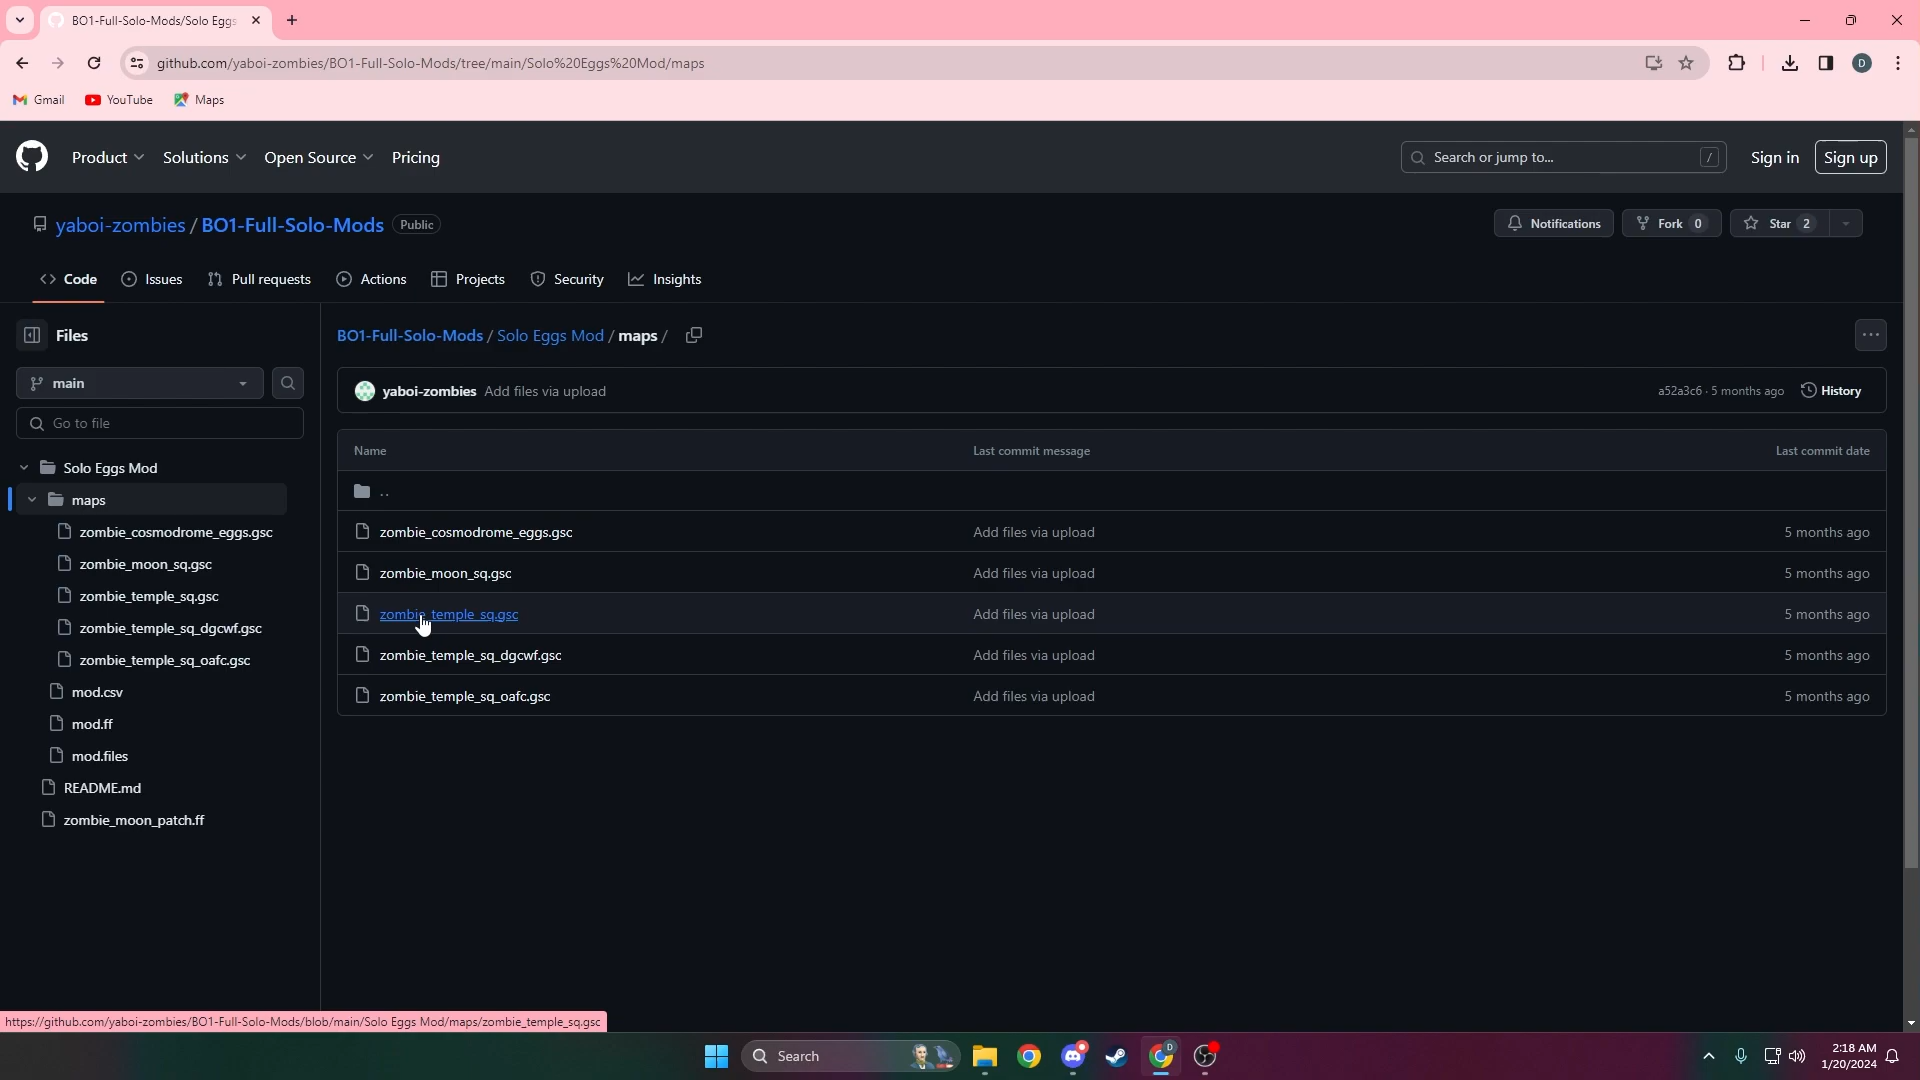 BO1-Full-Solo-Mods/Solo Eggs
github.com/yaboi-zombies/BO1-Full-Solo-Mods/tree/main/Solo%20Eggs%20Mod/maps
D
Gmail
YouTube
Maps
Product
Solutions
Open Source
Pricing
Search or jump to...
/
Sign in
Sign up
yaboi-zombies / BO1-Full-Solo-Mods
Public
Notifications
Fork 0
Star 2
Code
Issues
Pull requests
Actions
Projects
Security
Insights
Files
BO1-Full-Solo-Mods / Solo Eggs Mod / maps /
main
Go to file
yaboi-zombies Add files via upload
a52a3c6 · 5 months ago
History
Name
Last commit message
Last commit date
..
zombie_cosmodrome_eggs.gsc
Add files via upload
5 months ago
zombie_moon_sq.gsc
Add files via upload
5 months ago
zombie_temple_sq.gsc
Add files via upload
5 months ago
zombie_temple_sq_dgcwf.gsc
Add files via upload
5 months ago
zombie_temple_sq_oafc.gsc
Add files via upload
5 months ago
Solo Eggs Mod
maps
zombie_cosmodrome_eggs.gsc
zombie_moon_sq.gsc
zombie_temple_sq.gsc
zombie_temple_sq_dgcwf.gsc
zombie_temple_sq_oafc.gsc
mod.csv
mod.ff
mod.files
README.md
zombie_moon_patch.ff
https://github.com/yaboi-zombies/BO1-Full-Solo-Mods/blob/main/Solo Eggs Mod/maps/zombie_temple_sq.gsc
Search
D
2:18 AM
1/20/2024